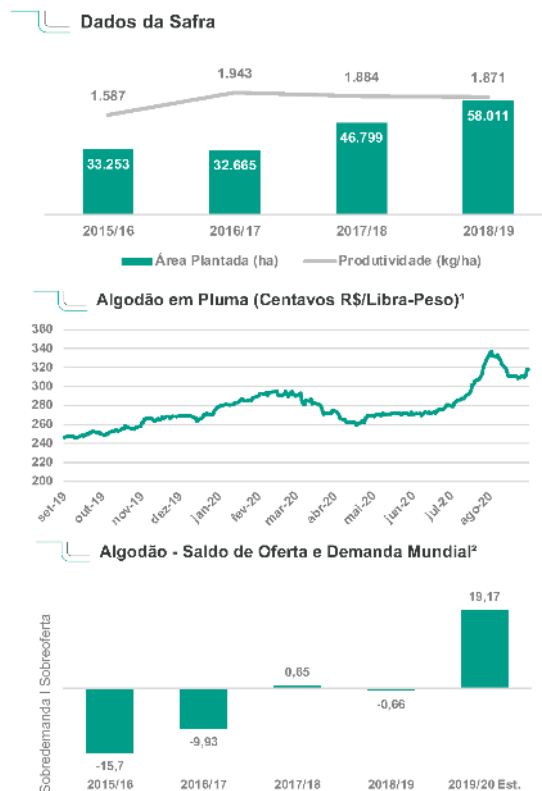 Dados da Safra
1.587
1.943
1.884
1.871
33.253
32.665
46.799
58.011
2015/16
2016/17
2017/18
2018/19
Área Plantada (ha)
Produtividade (kg/ha)
Algodão em Pluma (Centavos R$/Libra-Peso)¹
360
340
320
300
280
260
240
220
200
set-19
out-19
nov-19
dez-19
jan-20
fev-20
mar-20
abr-20
mai-20
jun-20
jul-20
ago-20
Algodão - Saldo de Oferta e Demanda Mundial²
Sobredemanda | Sobreoferta
-15,7
-9,93
0,65
-0,66
19,17
2015/16
2016/17
2017/18
2018/19
2019/20 Est.